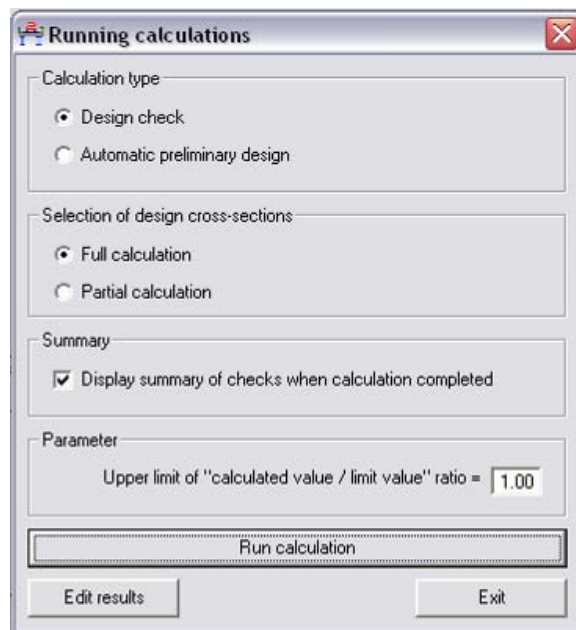 Running calculations
Calculation type
Design check
Automatic preliminary design
Selection of design cross-sections
Full calculation
Partial calculation
Summary
Display summary of checks when calculation completed
Parameter
Upper limit of "calculated value / limit value" ratio = 1.00
Run calculation
Edit results Exit